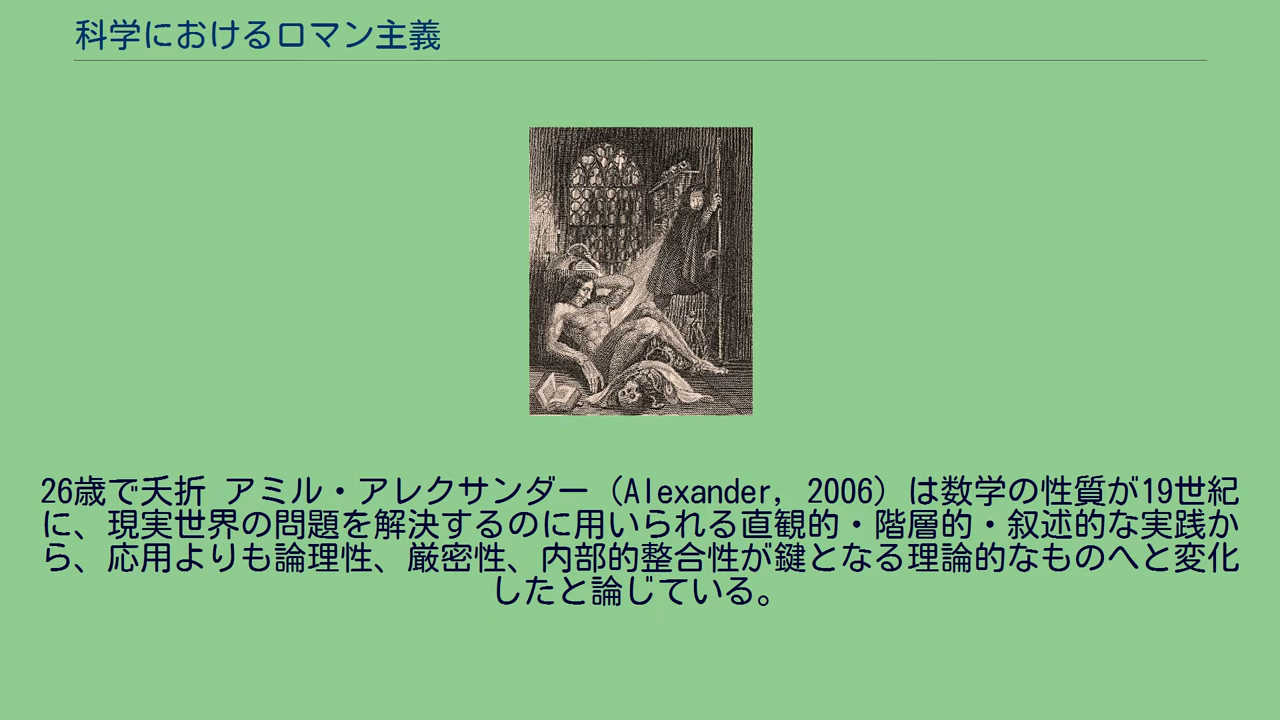 科学におけるロマン主義
26歳で夭折 アミル・アレクサンダー（Alexander, 2006）は数学の性質が19世紀
に、現実世界の問題を解決するのに用いられる直観的・階層的・叙述的な実践か
ら、応用よりも論理性、厳密性、内部的整合性が鍵となる理論的なものへと変化
したと論じている。